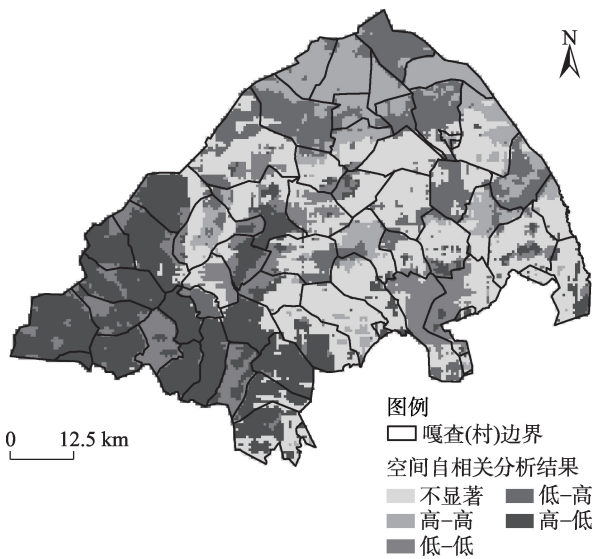 N
图例
嘎查(村)边界
0 12.5 km
空间自相关分析结果
不显著 低–高
高–高 高–低
低–低